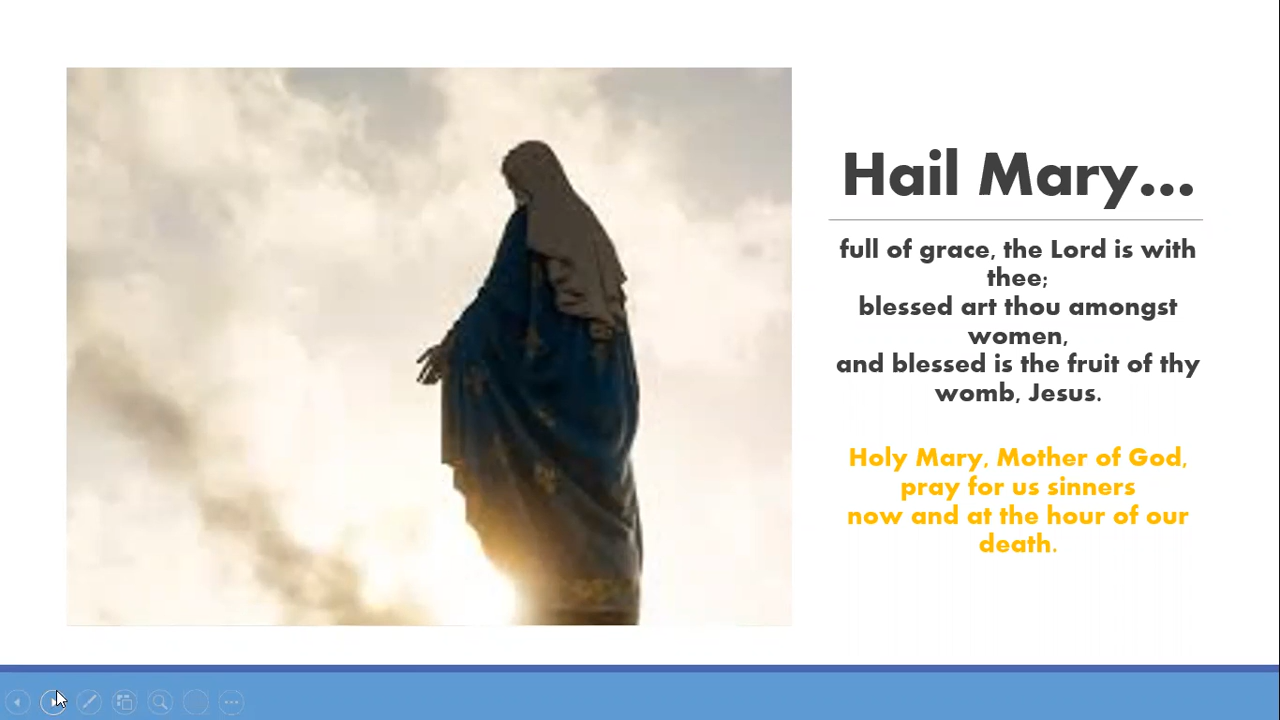 Hail Mary...
full of grace, the Lord is with
thee;
blessed art thou amongst
women,
and blessed is the fruit of thy
womb, Jesus.
Holy Mary, Mother of God,
pray for us sinners
now and at the hour of our
death.